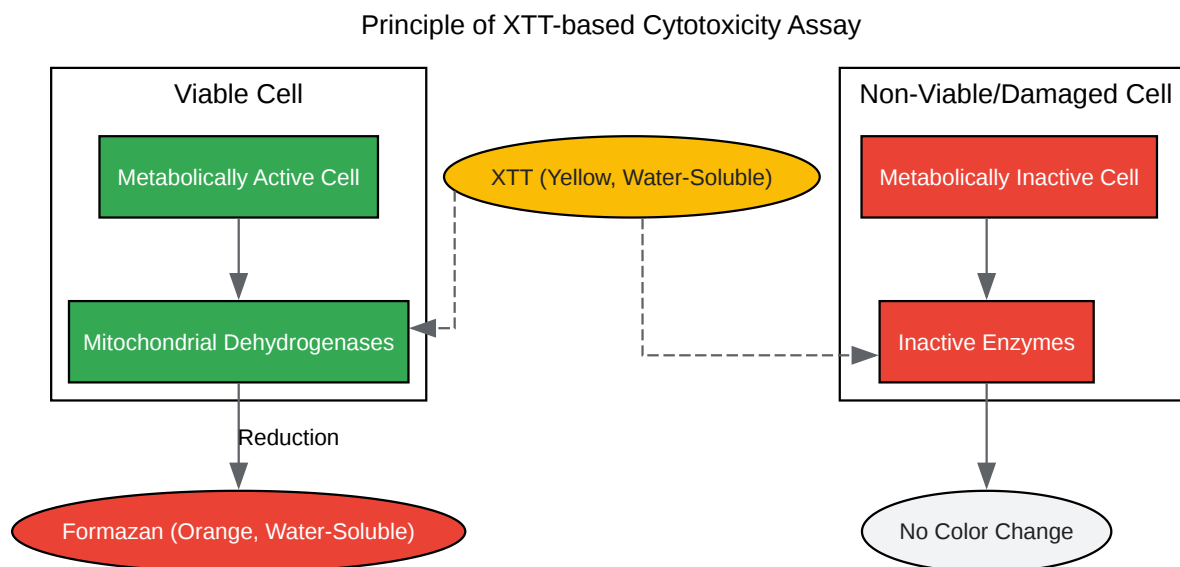 Principle of XTT-based Cytotoxicity Assay
Viable Cell
Non-Viable/Damaged Cell
Metabolically Active Cell
XTT (Yellow, Water-Soluble)
Metabolically Inactive Cell
Mitochondrial Dehydrogenases
Inactive Enzymes
Reduction
Formazan (Orange, Water-Soluble)
No Color Change